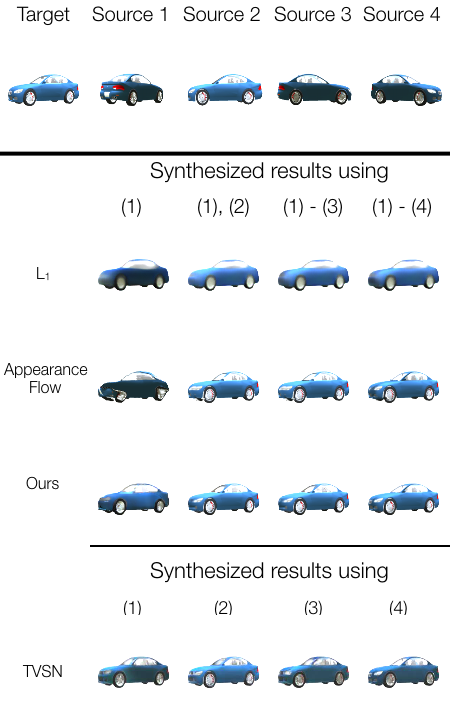 Target Source 1 Source 2 Source 3 Source 4
Synthesized results using
(1) (1), (2) (1) - (3) (1) - (4)
L₁
Appearance
Flow
Ours
Synthesized results using
(1) (2) (3) (4)
TVSN